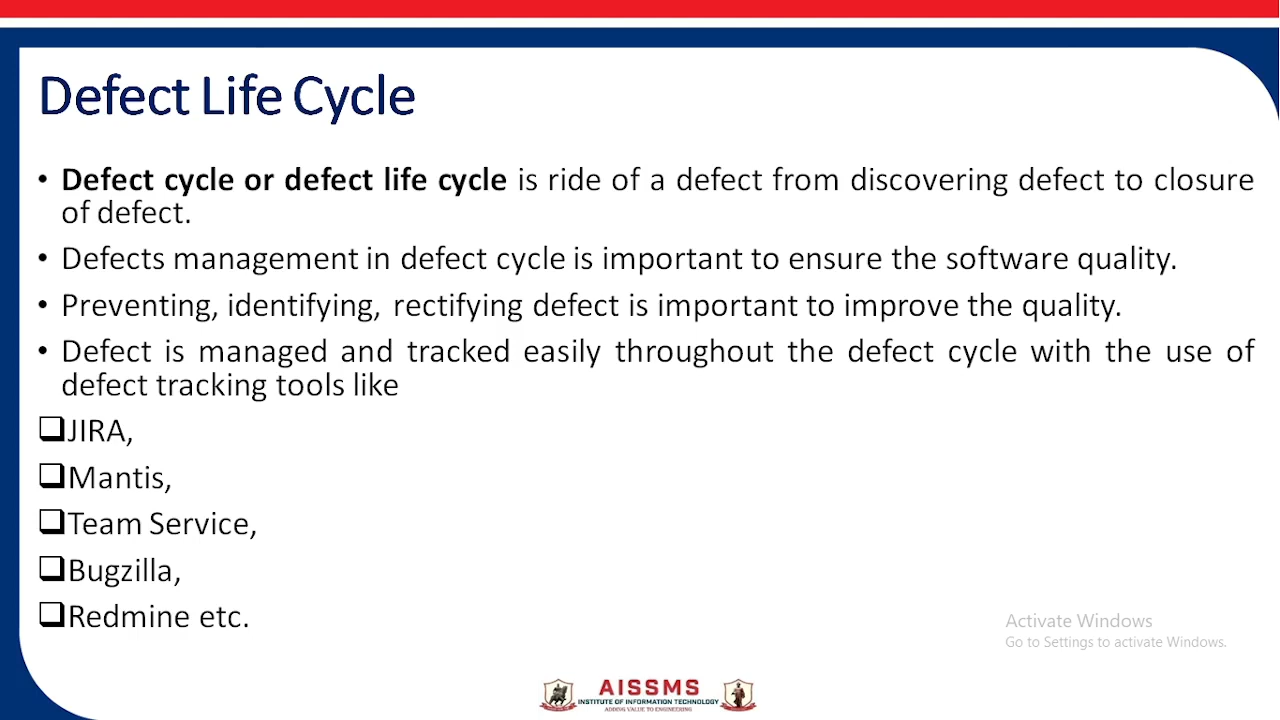 Defect Life Cycle
• Defect cycle or defect life cycle is ride of a defect from discovering defect to closure
of defect.
• Defects management in defect cycle is important to ensure the software quality.
• Preventing, identifying, rectifying defect is important to improve the quality.
• Defect is managed and tracked easily throughout the defect cycle with the use of
defect tracking tools like
❑JIRA,
❑Mantis,
❑Team Service,
❑Bugzilla,
❑Redmine etc.
Activate Windows
Go to Settings to activate Windows.
AISSMS
INSTITUTE OF INFORMATION TECHNOLOGY
ADDING VALUE TO ENGINEERING